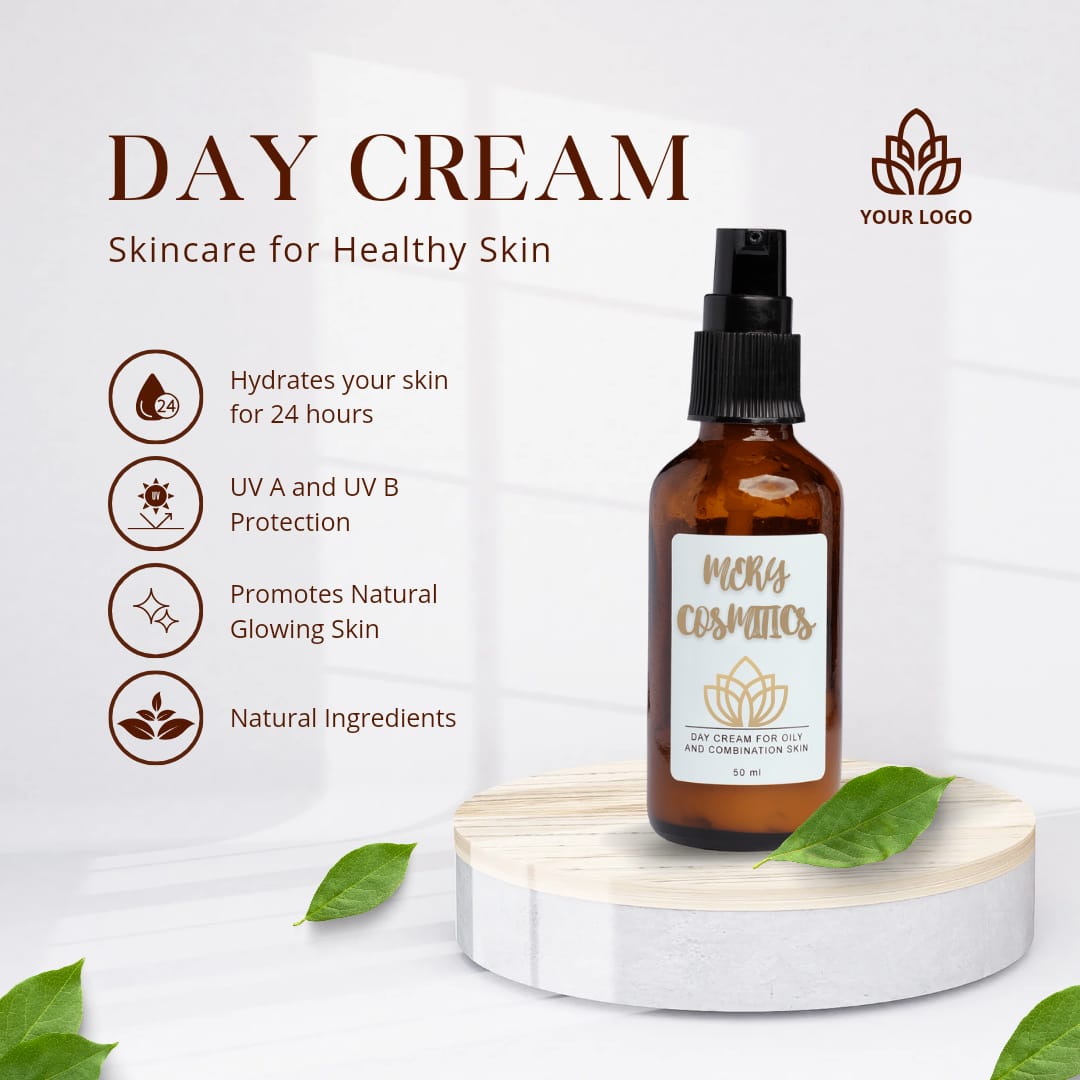 DAY CREAM
Skincare for Healthy Skin
YOUR LOGO
24
Hydrates your skin
for 24 hours
UV
UV A and UV B
Protection
Promotes Natural
Glowing Skin
Natural Ingredients
MERY
COSMITICS
DAY CREAM FOR OILY
AND COMBINATION SKIN
50 ml